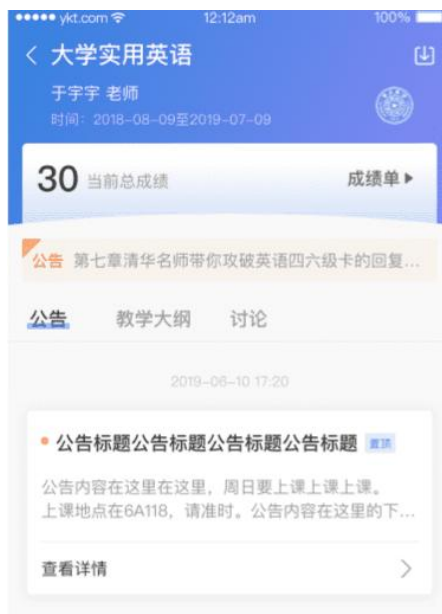 ykt.com 12:12am 100%
大学实用英语
于宇宇 老师
时间：2018-08-09至2019-07-09
30 当前总成绩 成绩单
公告 第七章清华名师带你攻破英语四六级卡的回复...
公告 教学大纲 讨论
2019-06-10 17:20
公告标题公告标题公告标题公告标题 置顶
公告内容在这里在这里，周日要上课上课上课。
上课地点在6A118，请准时。公告内容在这里的下...
查看详情